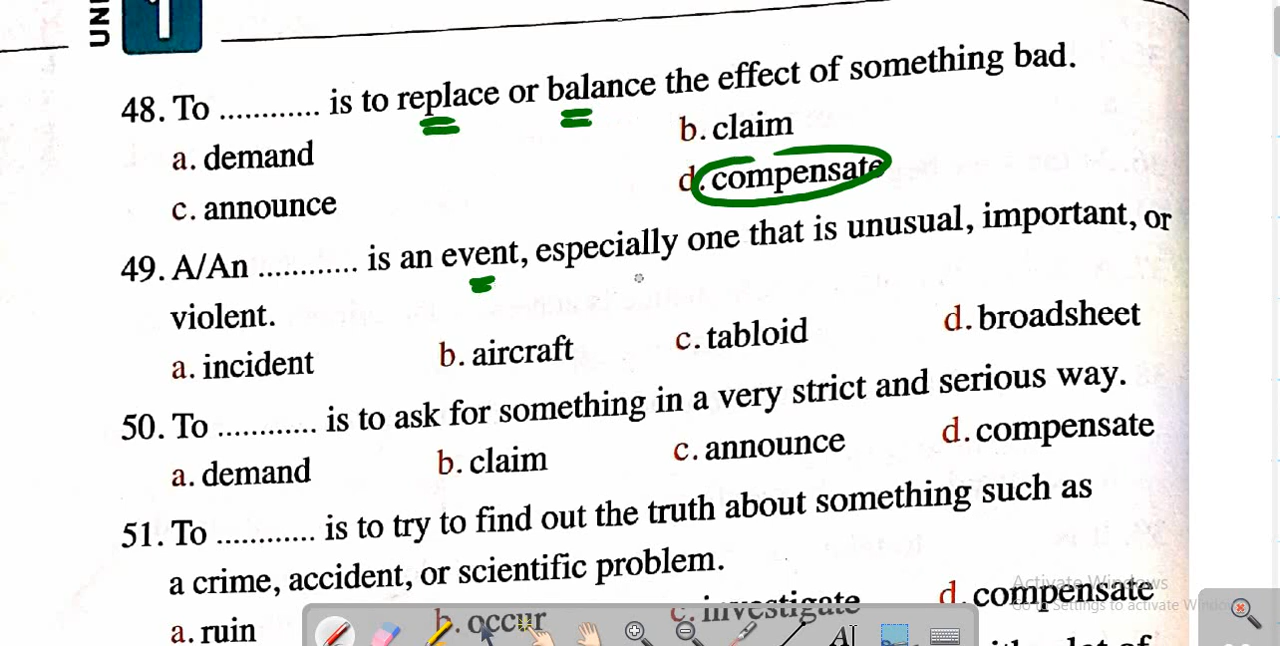 UNI
1
48. To ............ is to replace or balance the effect of something bad.
a. demand
b. claim
c. announce
d. compensate
49. A/An ............ is an event, especially one that is unusual, important, or
violent.
a. incident b. aircraft c. tabloid d. broadsheet
50. To ............ is to ask for something in a very strict and serious way.
a. demand b. claim c. announce d. compensate
51. To ............ is to try to find out the truth about something such as
a crime, accident, or scientific problem.
a. ruin b. occur c. investigate d. compensate
Activate Windows
Go to Settings to activate